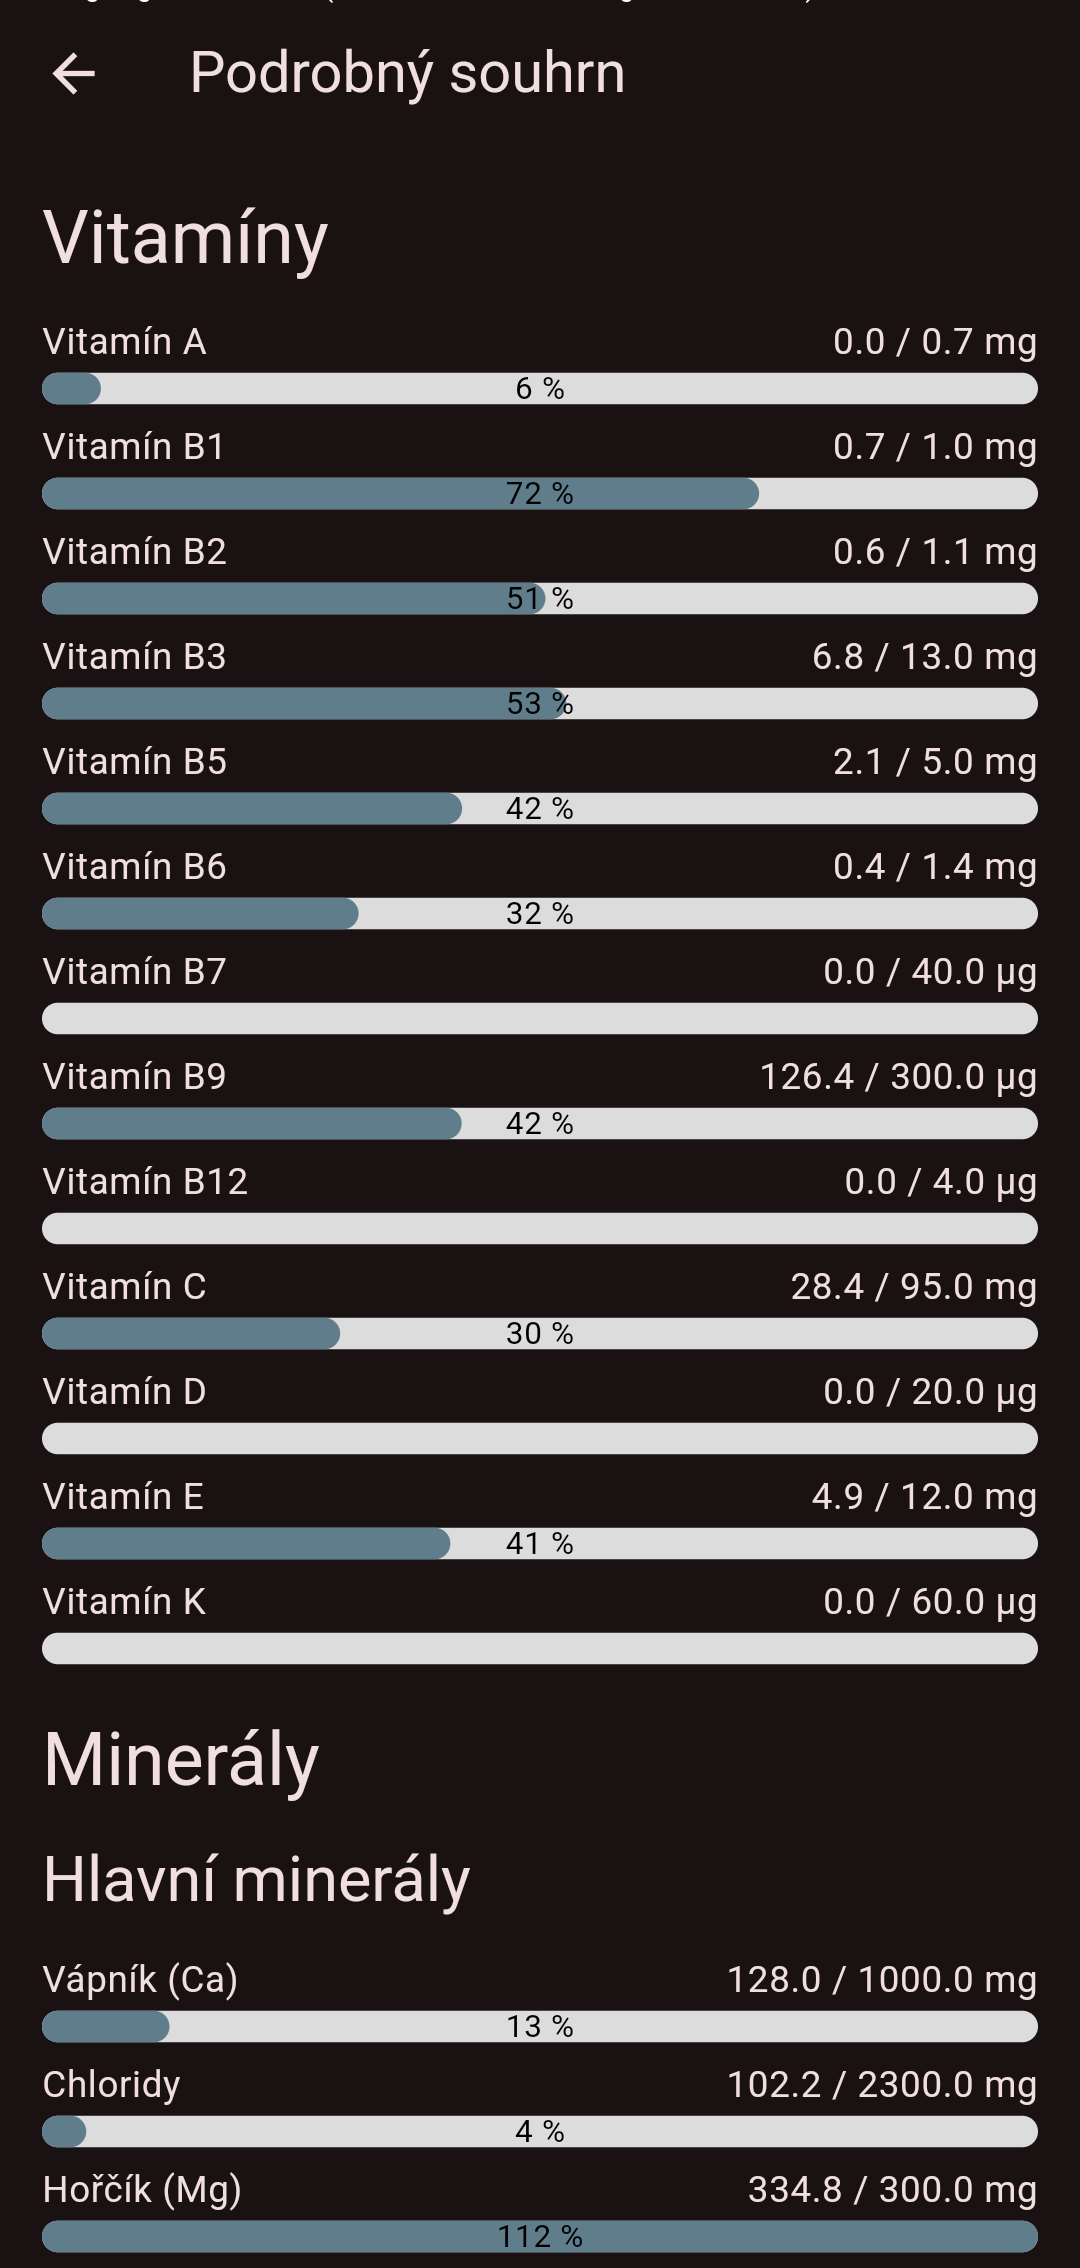 Podrobný souhrn
Vitamíny
Vitamín A 0.0 / 0.7 mg
6 %
Vitamín B1 0.7 / 1.0 mg
72 %
Vitamín B2 0.6 / 1.1 mg
51 %
Vitamín B3 6.8 / 13.0 mg
53 %
Vitamín B5 2.1 / 5.0 mg
42 %
Vitamín B6 0.4 / 1.4 mg
32 %
Vitamín B7 0.0 / 40.0 µg
Vitamín B9 126.4 / 300.0 µg
42 %
Vitamín B12 0.0 / 4.0 µg
Vitamín C 28.4 / 95.0 mg
30 %
Vitamín D 0.0 / 20.0 µg
Vitamín E 4.9 / 12.0 mg
41 %
Vitamín K 0.0 / 60.0 µg
Minerály
Hlavní minerály
Vápník (Ca) 128.0 / 1000.0 mg
13 %
Chloridy 102.2 / 2300.0 mg
4 %
Hořčík (Mg) 334.8 / 300.0 mg
112 %